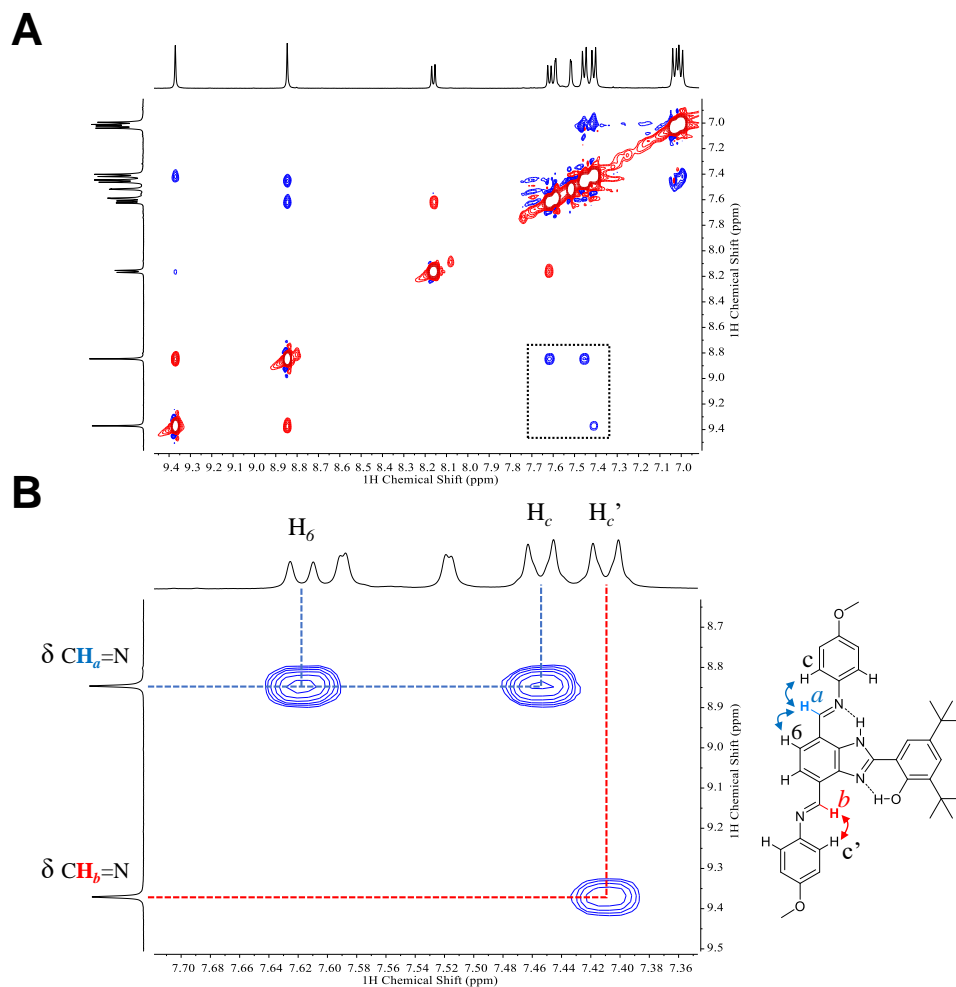 A
7.0
7.2
7.4
7.6
7.8
8.0
8.2
8.4
8.6
8.8
9.0
9.2
9.4
1H Chemical Shift (ppm)
9.4 9.3 9.2 9.1 9.0 8.9 8.8 8.7 8.6 8.5 8.4 8.3 8.2 8.1 8.0 7.9 7.8 7.7 7.6 7.5 7.4 7.3 7.2 7.1 7.0
1H Chemical Shift (ppm)
B
H6 Hc Hc’
δ CHa=N
δ CHb=N
8.7
8.8
8.9
9.0
9.1
9.2
9.3
9.4
9.5
1H Chemical Shift (ppm)
7.70 7.68 7.66 7.64 7.62 7.60 7.58 7.56 7.54 7.52 7.50 7.48 7.46 7.44 7.42 7.40 7.38 7.36
1H Chemical Shift (ppm)
O
c
H H
H a N
H 6 H
N
N
H
H-O
b
N H
H H
c’
O